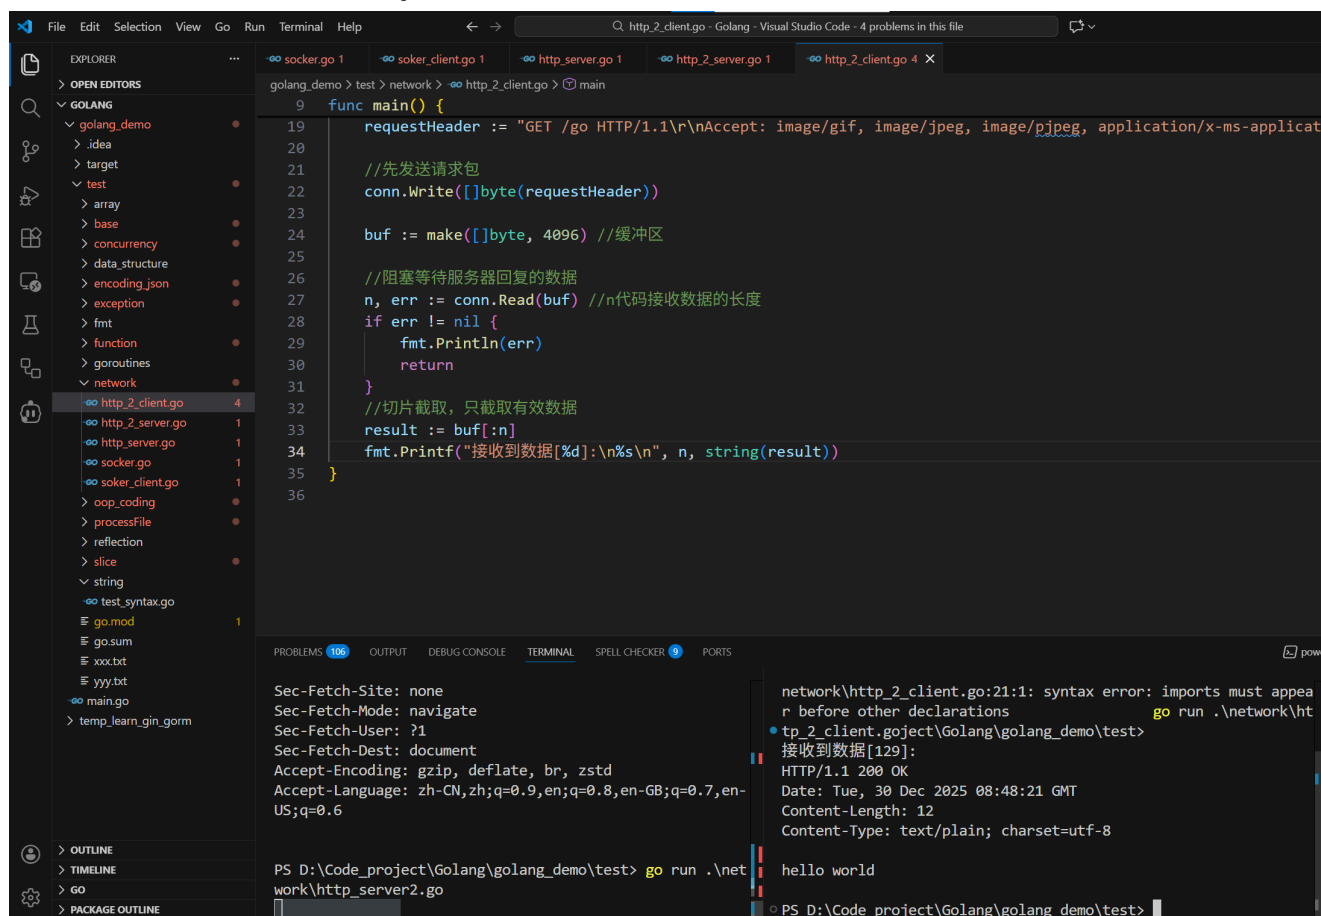 File Edit Selection View Go Run Terminal Help
http_2_client.go - Golang - Visual Studio Code - 4 problems in this file
EXPLORER
OPEN EDITORS
GOLANG
golang_demo
.idea
target
test
array
base
concurrency
data_structure
encoding_json
exception
fmt
function
goroutines
network
http_2_client.go 4
http_2_server.go 1
http_server.go 1
socker.go 1
soker_client.go 1
oop_coding
processFile
reflection
slice
string
test_syntax.go
go.mod 1
go.sum
xxx.txt
yyy.txt
main.go
temp_learn_gin_gorm
OUTLINE
TIMELINE
GO
PACKAGE OUTLINE
socker.go 1 soker_client.go 1 http_server.go 1 http_2_server.go 1 http_2_client.go 4
golang_demo > test > network > http_2_client.go > main
9 func main() {
19 requestHeader := "GET /go HTTP/1.1\r\nAccept: image/gif, image/jpeg, image/pjpeg, application/x-ms-applicat
20
21 //先发送请求包
22 conn.Write([]byte(requestHeader))
23
24 buf := make([]byte, 4096) //缓冲区
25
26 //阻塞等待服务器回复的数据
27 n, err := conn.Read(buf) //n代码接收数据的长度
28 if err != nil {
29 fmt.Println(err)
30 return
31 }
32 //切片截取，只截取有效数据
33 result := buf[:n]
34 fmt.Printf("接收到数据[%d]:\n%s\n", n, string(result))
35 }
36
PROBLEMS 106 OUTPUT DEBUG CONSOLE TERMINAL SPELL CHECKER 9 PORTS
pow
Sec-Fetch-Site: none
Sec-Fetch-Mode: navigate
Sec-Fetch-User: ?1
Sec-Fetch-Dest: document
Accept-Encoding: gzip, deflate, br, zstd
Accept-Language: zh-CN,zh;q=0.9,en;q=0.8,en-GB;q=0.7,en-
US;q=0.6
PS D:\Code_project\Golang\golang_demo\test> go run .\net
work\http_server2.go
network\http_2_client.go:21:1: syntax error: imports must appea
r before other declarations go run .\network\ht
tp_2_client.goject\Golang\golang_demo\test>
接收到数据[129]:
HTTP/1.1 200 OK
Date: Tue, 30 Dec 2025 08:48:21 GMT
Content-Length: 12
Content-Type: text/plain; charset=utf-8
hello world
PS D:\Code_project\Golang\golang_demo\test>